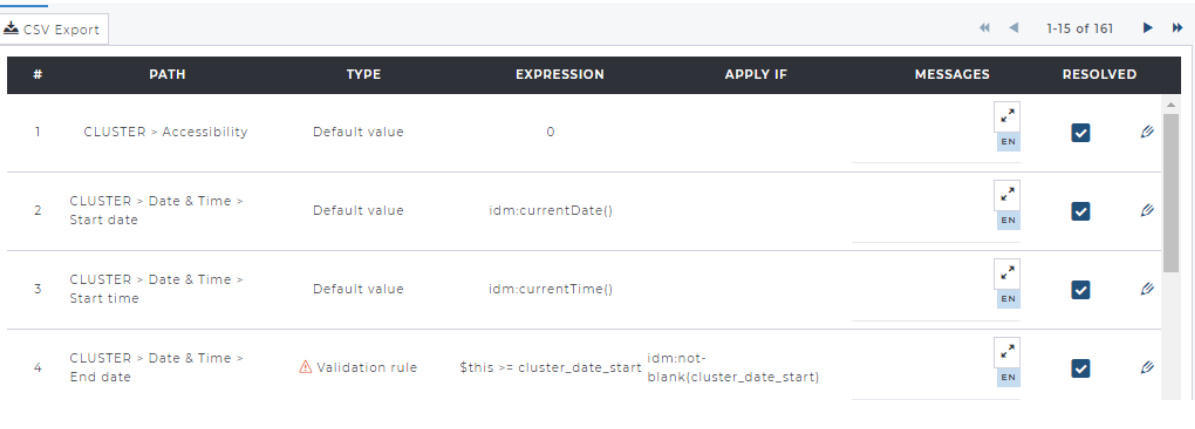 CSV Export
1-15 of 161
# PATH TYPE EXPRESSION APPLY IF MESSAGES RESOLVED
1 CLUSTER > Accessibility Default value 0
EN
CLUSTER > Date & Time >
2 Start date Default value idm:currentDate()
EN
CLUSTER > Date & Time >
3 Start time Default value idm:currentTime()
EN
CLUSTER > Date & Time >
4 End date Validation rule $this >= cluster_date_start idm:not-
blank(cluster_date_start)
EN